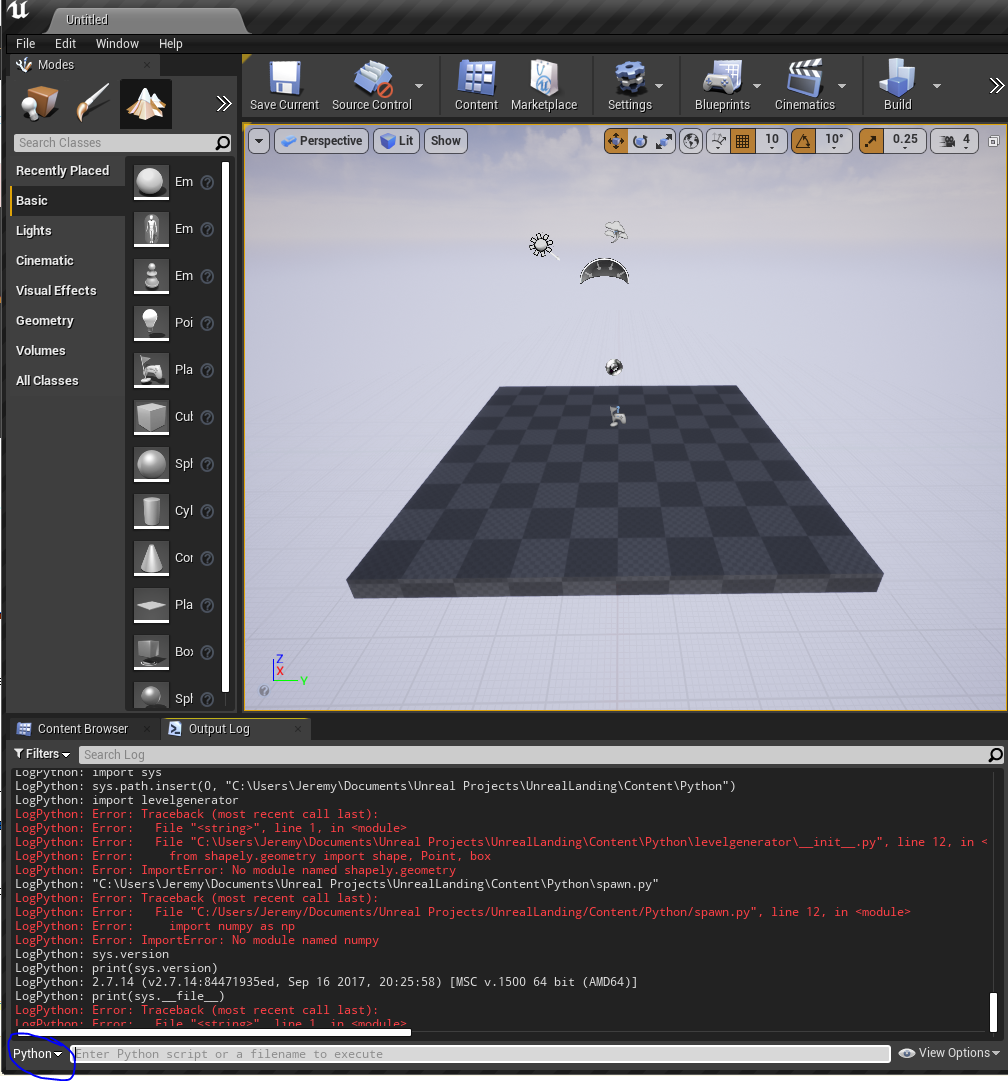 Untitled
File Edit Window Help
Modes
Save Current Source Control Content Marketplace Settings Blueprints Cinematics Build
Search Classes
Perspective Lit Show 10 10° 0.25 4
Recently Placed
Basic
Lights
Cinematic
Visual Effects
Geometry
Volumes
All Classes
Em
Em
Em
Poi
Pla
Cul
Spl
Cyl
Cor
Pla
Box
Spl
Z
X
Y
Content Browser Output Log
Filters Search Log
LogPython: import sys
LogPython: sys.path.insert(0, "C:\Users\Jeremy\Documents\Unreal Projects\UnrealLanding\Content\Python")
LogPython: import levelgenerator
LogPython: Error: Traceback (most recent call last):
LogPython: Error:   File "<string>", line 1, in <module>
LogPython: Error:   File "C:\Users\Jeremy\Documents\Unreal Projects\UnrealLanding\Content\Python\levelgenerator\__init__.py", line 12, in <
LogPython: Error:     from shapely.geometry import shape, Point, box
LogPython: Error: ImportError: No module named shapely.geometry
LogPython: "C:\Users\Jeremy\Documents\Unreal Projects\UnrealLanding\Content\Python\spawn.py"
LogPython: Error: Traceback (most recent call last):
LogPython: Error:   File "C:/Users/Jeremy/Documents/Unreal Projects/UnrealLanding/Content/Python/spawn.py", line 12, in <module>
LogPython: Error:     import numpy as np
LogPython: Error: ImportError: No module named numpy
LogPython: sys.version
LogPython: print(sys.version)
LogPython: 2.7.14 (v2.7.14:84471935ed, Sep 16 2017, 20:25:58) [MSC v.1500 64 bit (AMD64)]
LogPython: print(sys.__file__)
LogPython: Error: Traceback (most recent call last):
LogPython: Error:   File "<string>", line 1, in <module>
Python Enter Python script or a filename to execute View Options